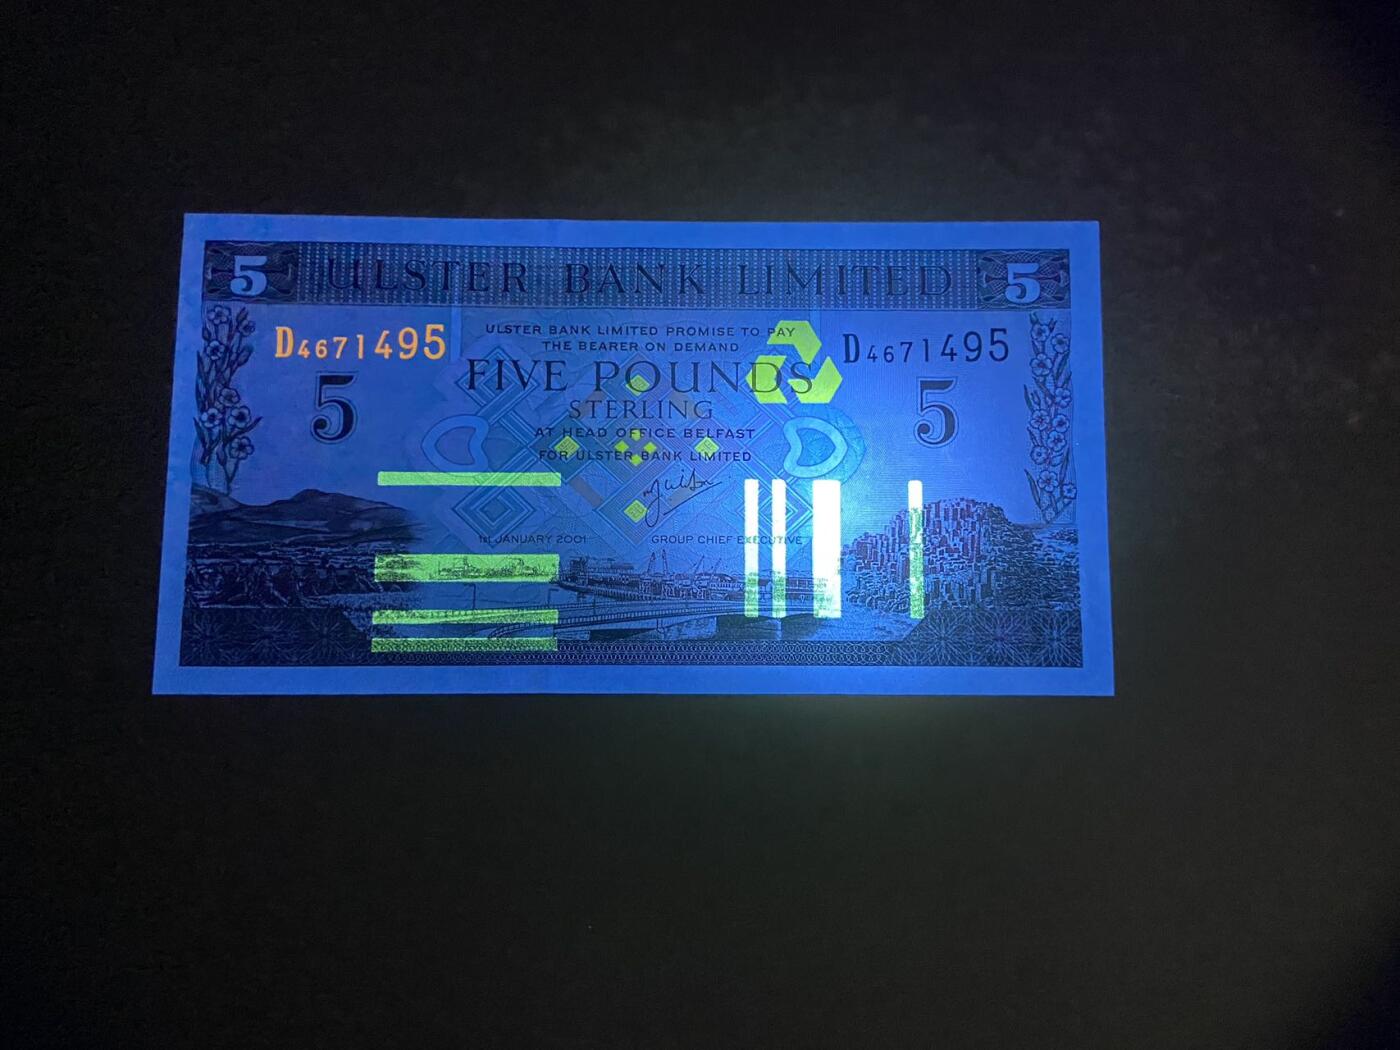 5 ULSTER BANK LIMITED 5
D4671495
ULSTER BANK LIMITED PROMISE TO PAY
THE BEARER ON DEMAND
D4671495
FIVE POUNDS
STERLING
5
5
AT HEAD OFFICE BELFAST
FOR ULSTER BANK LIMITED
1st JANUARY 2001
GROUP CHIEF EXECUTIVE